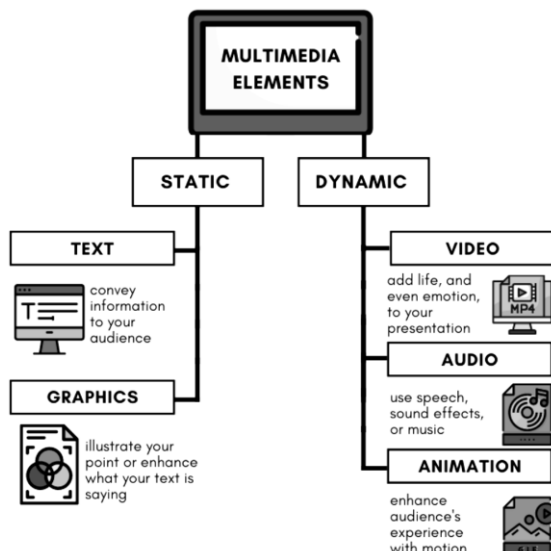 MULTIMEDIA
ELEMENTS
STATIC
DYNAMIC
TEXT
convey
information
to your
audience
GRAPHICS
illustrate your
point or enhance
what your text is
saying
VIDEO
add life, and
even emotion,
to your
presentation
MP4
AUDIO
use speech,
sound effects,
or music
ANIMATION
enhance
audience's
experience
with motion